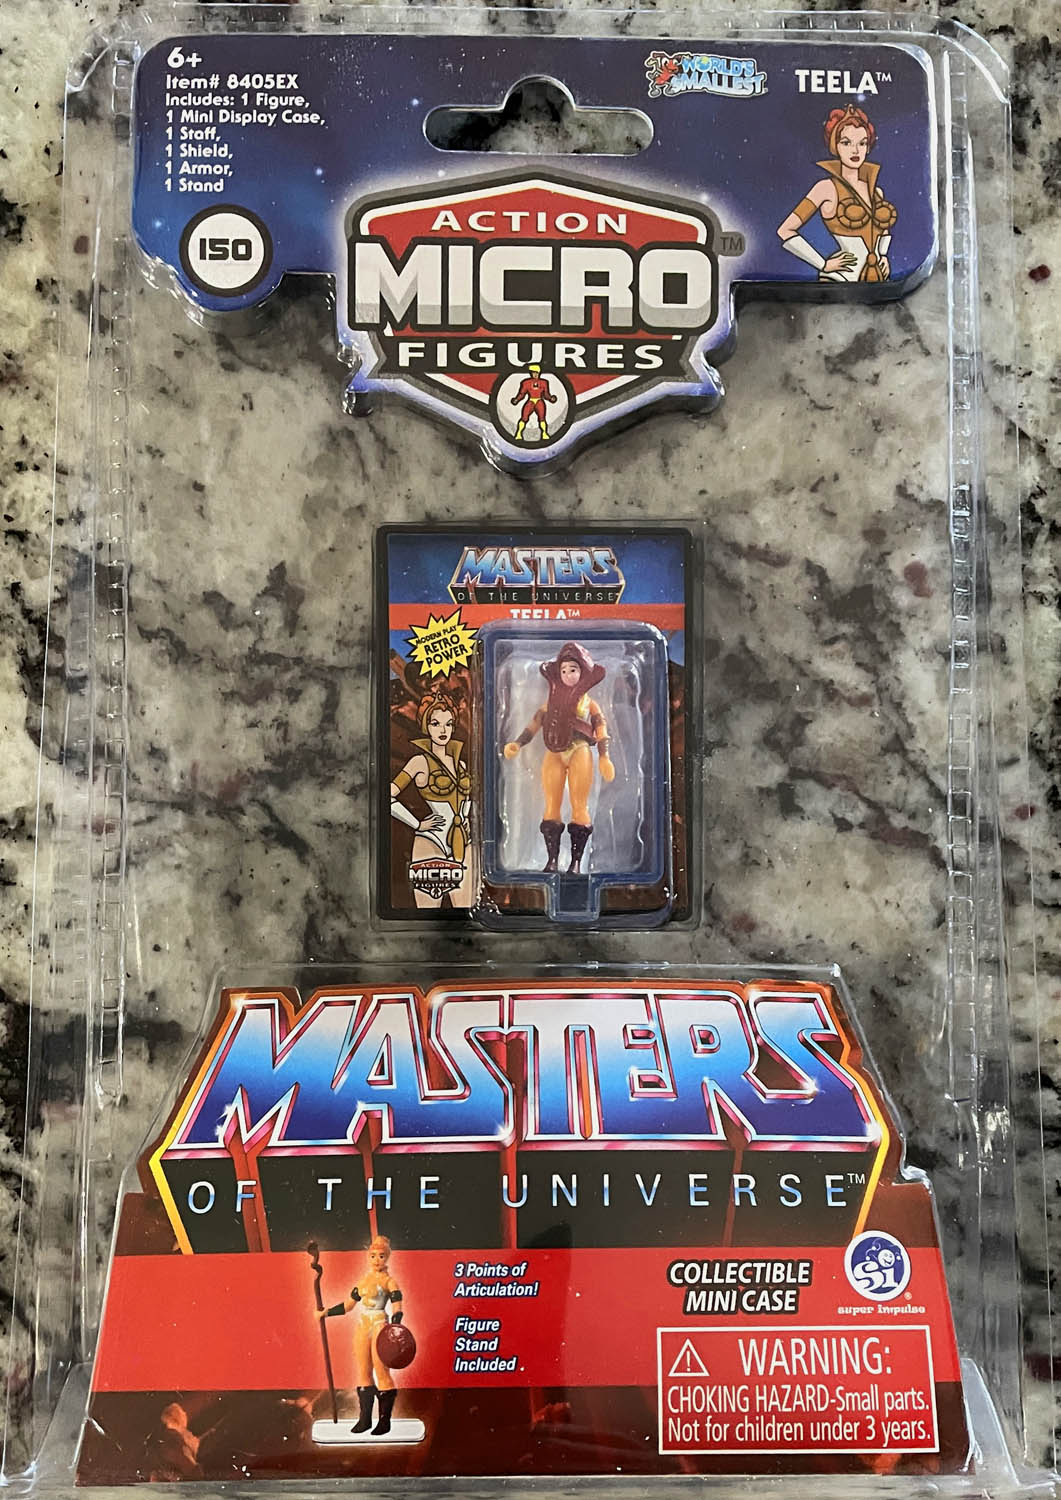 6+
Item# 8405EX
Includes: 1 Figure,
1 Mini Display Case,
1 Staff,
1 Shield,
1 Armor,
1 Stand
150
WORLD'S
SMALLEST
TEELA™
ACTION
MICRO™
FIGURES
MASTERS
OF THE UNIVERSE
TEELA™
MODERN PLAY
RETRO
POWER
ACTION
MICRO
FIGURES
MASTERS
OF THE UNIVERSE™
3 Points of
Articulation!
Figure
Stand
Included.
COLLECTIBLE
MINI CASE
Si®
super impulse
WARNING:
CHOKING HAZARD-Small parts.
Not for children under 3 years.